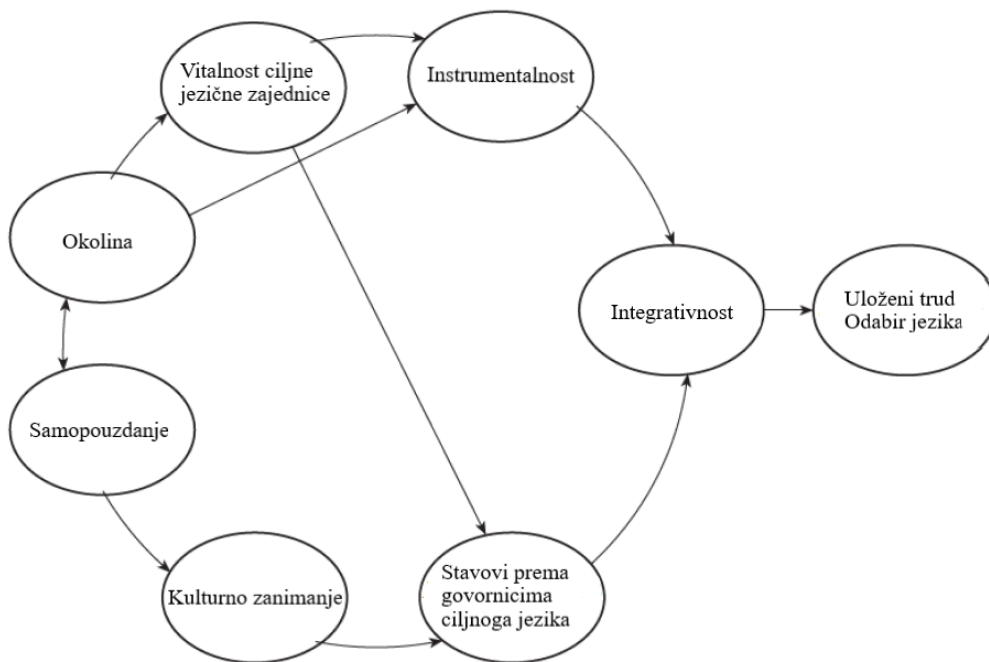 Vitalnost ciljne
jezične zajednice
Instrumentalnost
Okolina
Integrativnost
Uloženi trud
Odabir jezika
Samopouzdanje
Kulturno zanimanje
Stavovi prema
govornicima
ciljnoga jezika